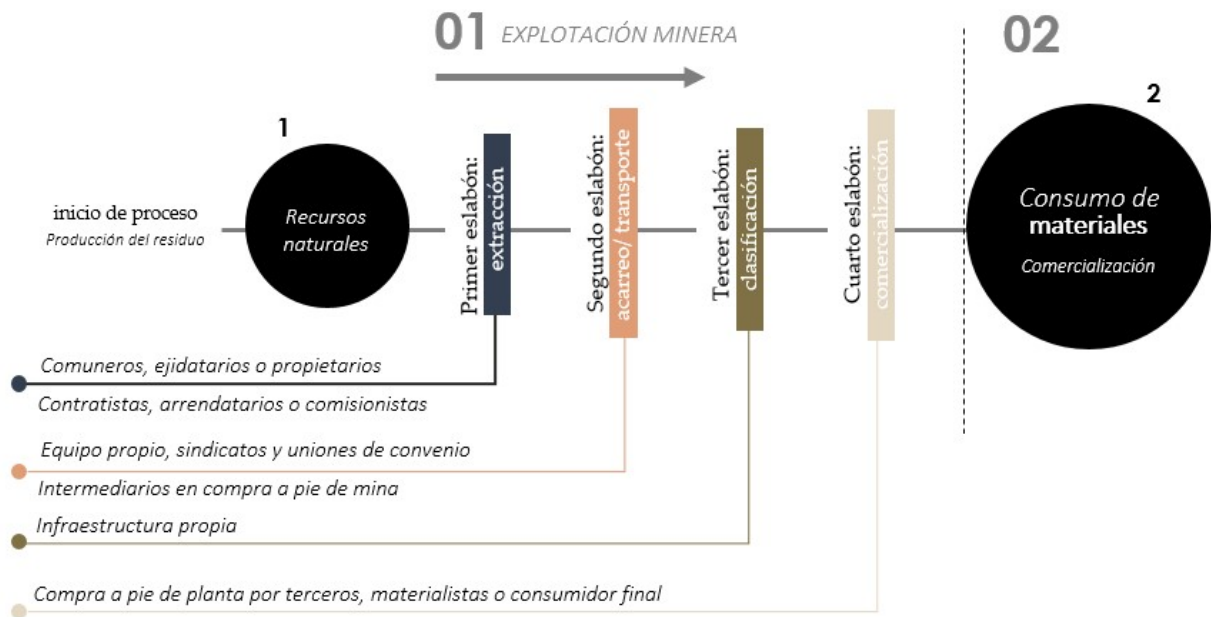 01 EXPLOTACIÓN MINERA
02
1
2
inicio de proceso
Producción del residuo
Recursos
naturales
Primer eslabón:
extracción
Segundo eslabón:
acarreo/ transporte
Tercer eslabón:
clasificación
Cuarto eslabón:
comercialización
Consumo de
materiales
Comercialización
Comuneros, ejidatarios o propietarios
Contratistas, arrendatarios o comisionistas
Equipo propio, sindicatos y uniones de convenio
Intermediarios en compra a pie de mina
Infraestructura propia
Compra a pie de planta por terceros, materialistas o consumidor final